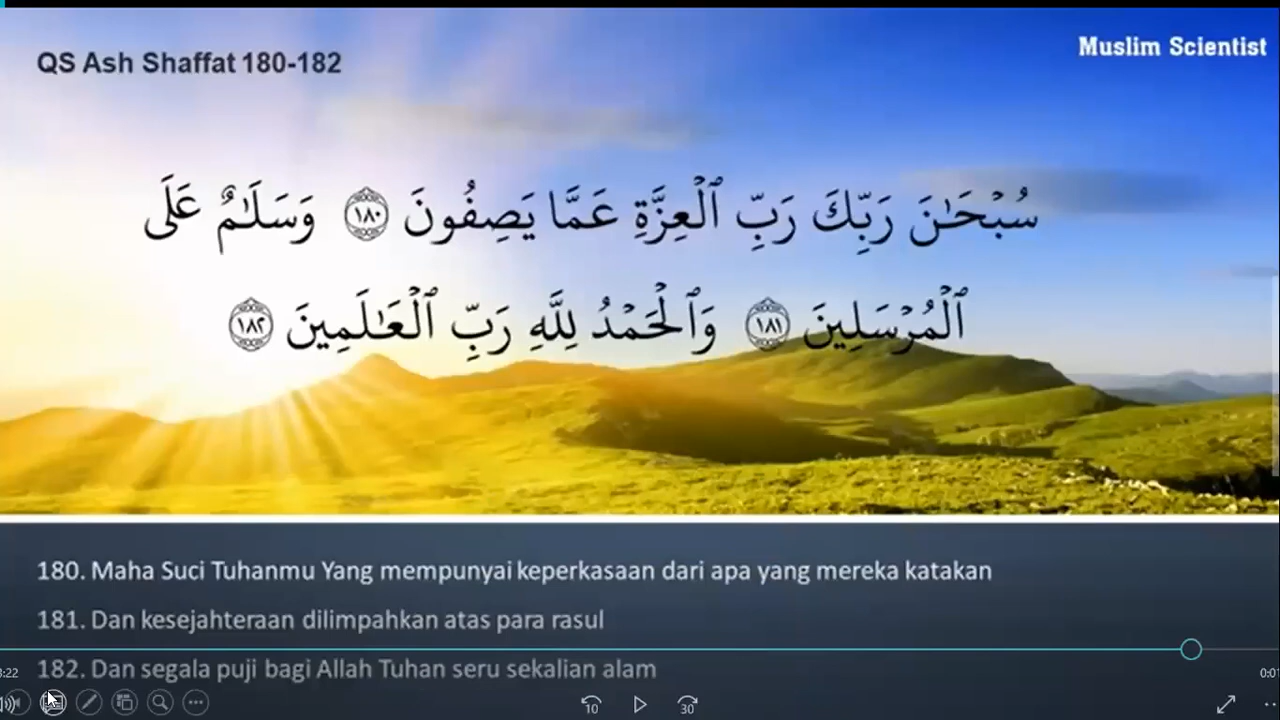 QS Ash Shaffat 180-182
Muslim Scientist
سُبْحَـٰنَ رَبِّكَ رَبِّ ٱلْعِزَّةِ عَمَّا يَصِفُونَ ١٨٠ وَسَلَـٰمٌ عَلَى
ٱلْمُرْسَلِينَ ١٨١ وَٱلْحَمْدُ لِلَّهِ رَبِّ ٱلْعَـٰلَمِينَ ١٨٢
180. Maha Suci Tuhanmu Yang mempunyai keperkasaan dari apa yang mereka katakan
181. Dan kesejahteraan dilimpahkan atas para rasul
182. Dan segala puji bagi Allah Tuhan seru sekalian alam
10
30